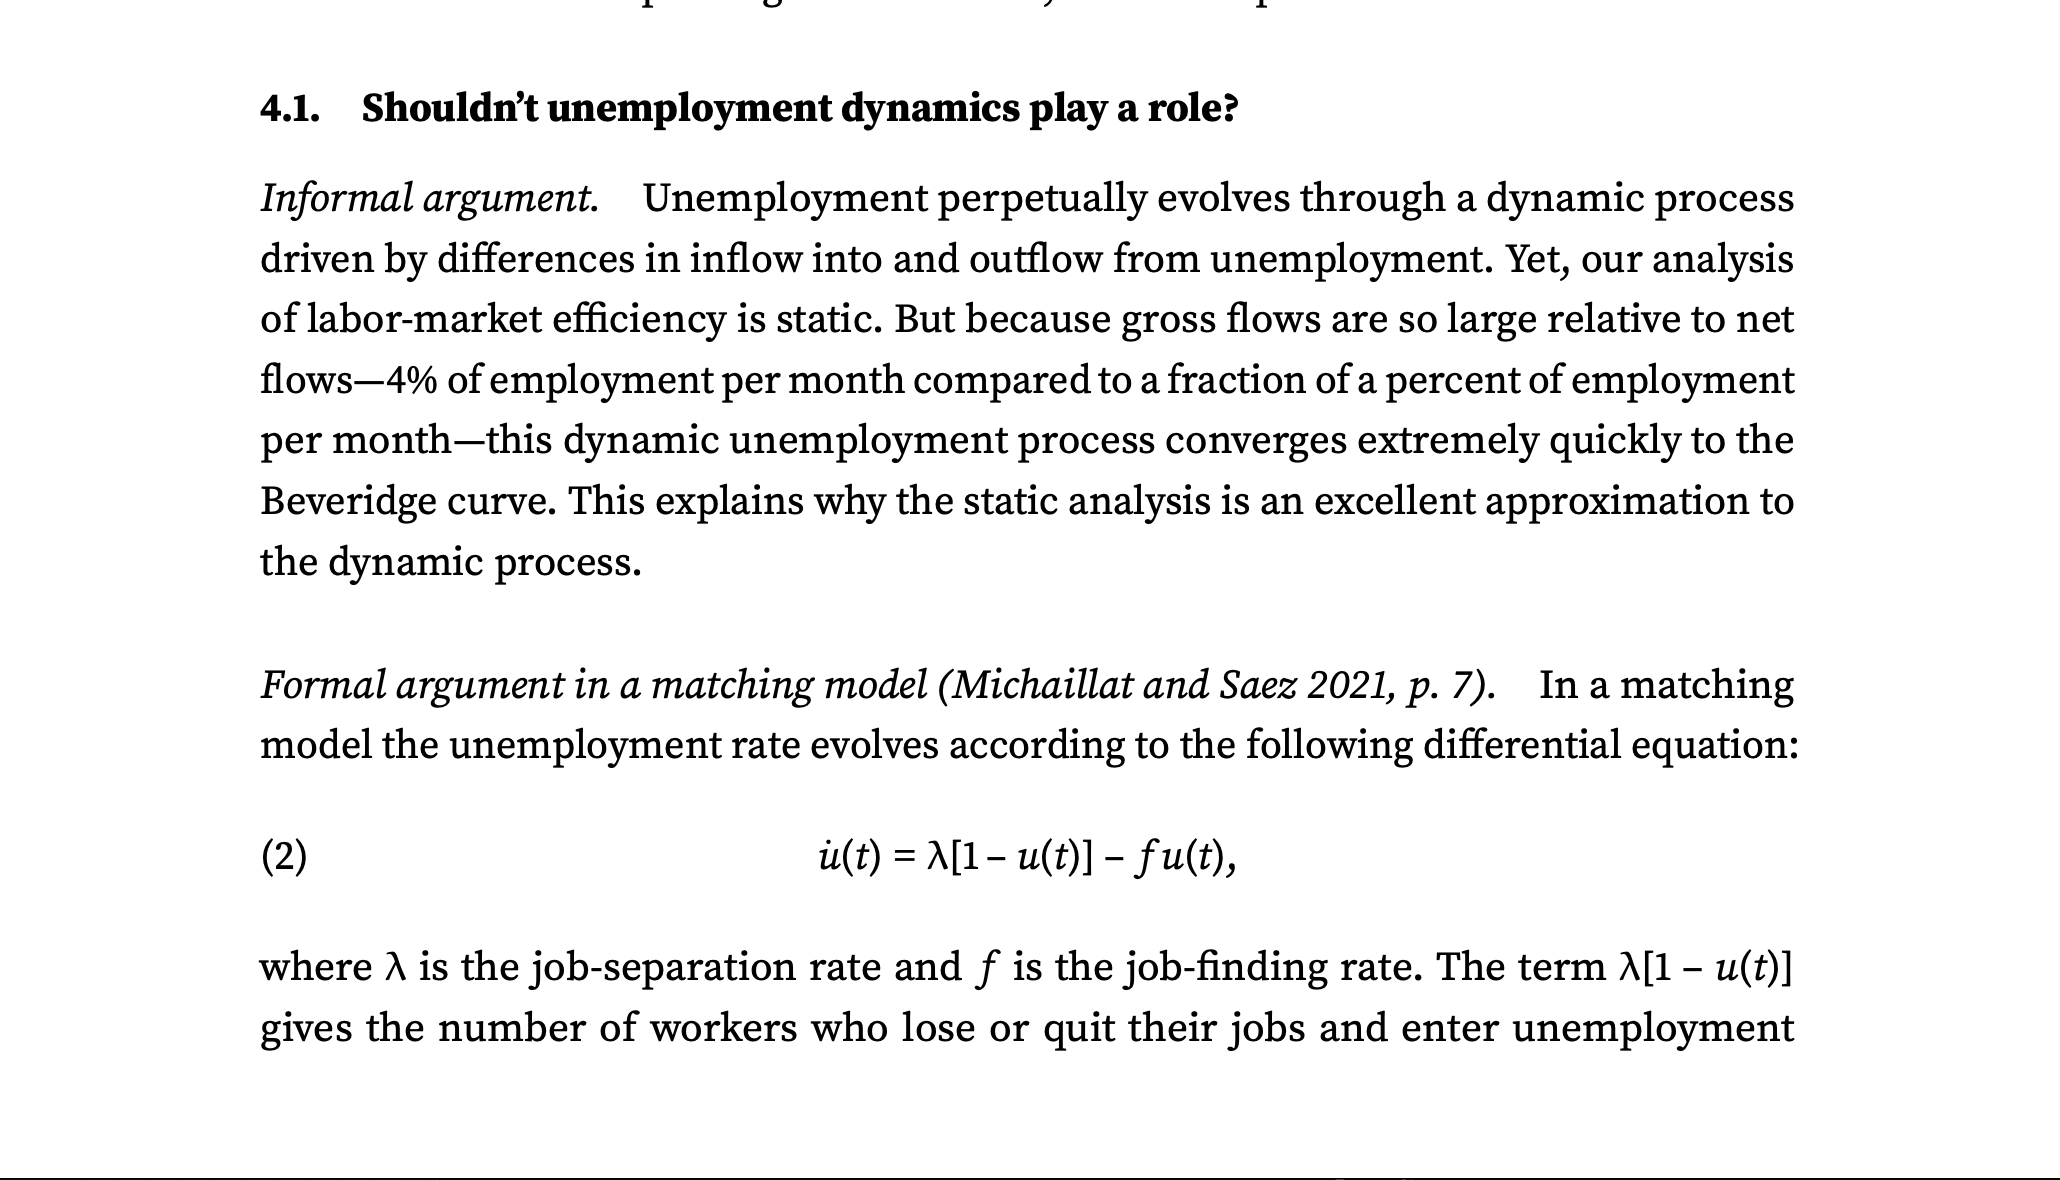 4.1. Shouldn’t unemployment dynamics play a role?
Informal argument. Unemployment perpetually evolves through a dynamic process
driven by differences in inflow into and outflow from unemployment. Yet, our analysis
of labor-market efficiency is static. But because gross flows are so large relative to net
flows—4% of employment per month compared to a fraction of a percent of employment
per month—this dynamic unemployment process converges extremely quickly to the
Beveridge curve. This explains why the static analysis is an excellent approximation to
the dynamic process.
Formal argument in a matching model (Michaillat and Saez 2021, p. 7). In a matching
model the unemployment rate evolves according to the following differential equation:
(2) u̇(t) = λ[1 – u(t)] – f u(t),
where λ is the job-separation rate and f is the job-finding rate. The term λ[1 – u(t)]
gives the number of workers who lose or quit their jobs and enter unemployment